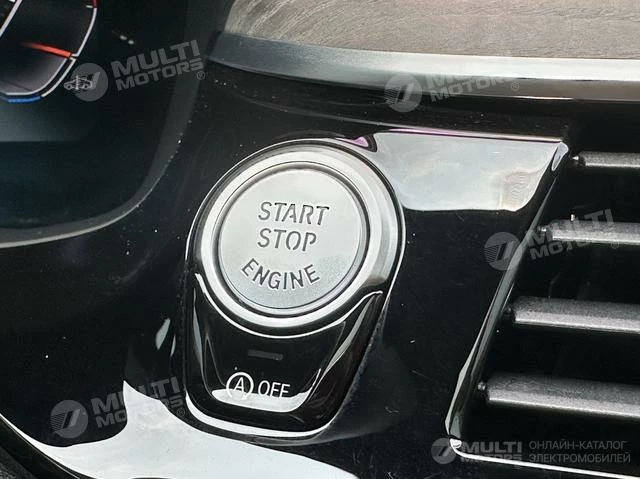 MULTI
MOTORS®
MULTI
MOTORS®
START
STOP
ENGINE
MULTI
MOTORS®
A OFF
MULTI
MOTORS®
MULTI
MOTORS
ОНЛАЙН-КАТАЛОГ
ЭЛЕКТРОМОБИЛЕЙ